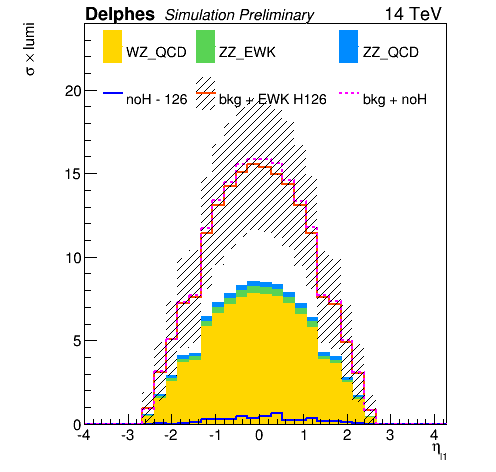 Delphes Simulation Preliminary 14 TeV
σ × lumi
WZ_QCD ZZ_EWK ZZ_QCD
noH - 126 bkg + EWK H126 bkg + noH
20
15
10
5
0
-4 -3 -2 -1 0 1 2 3 4
η l1